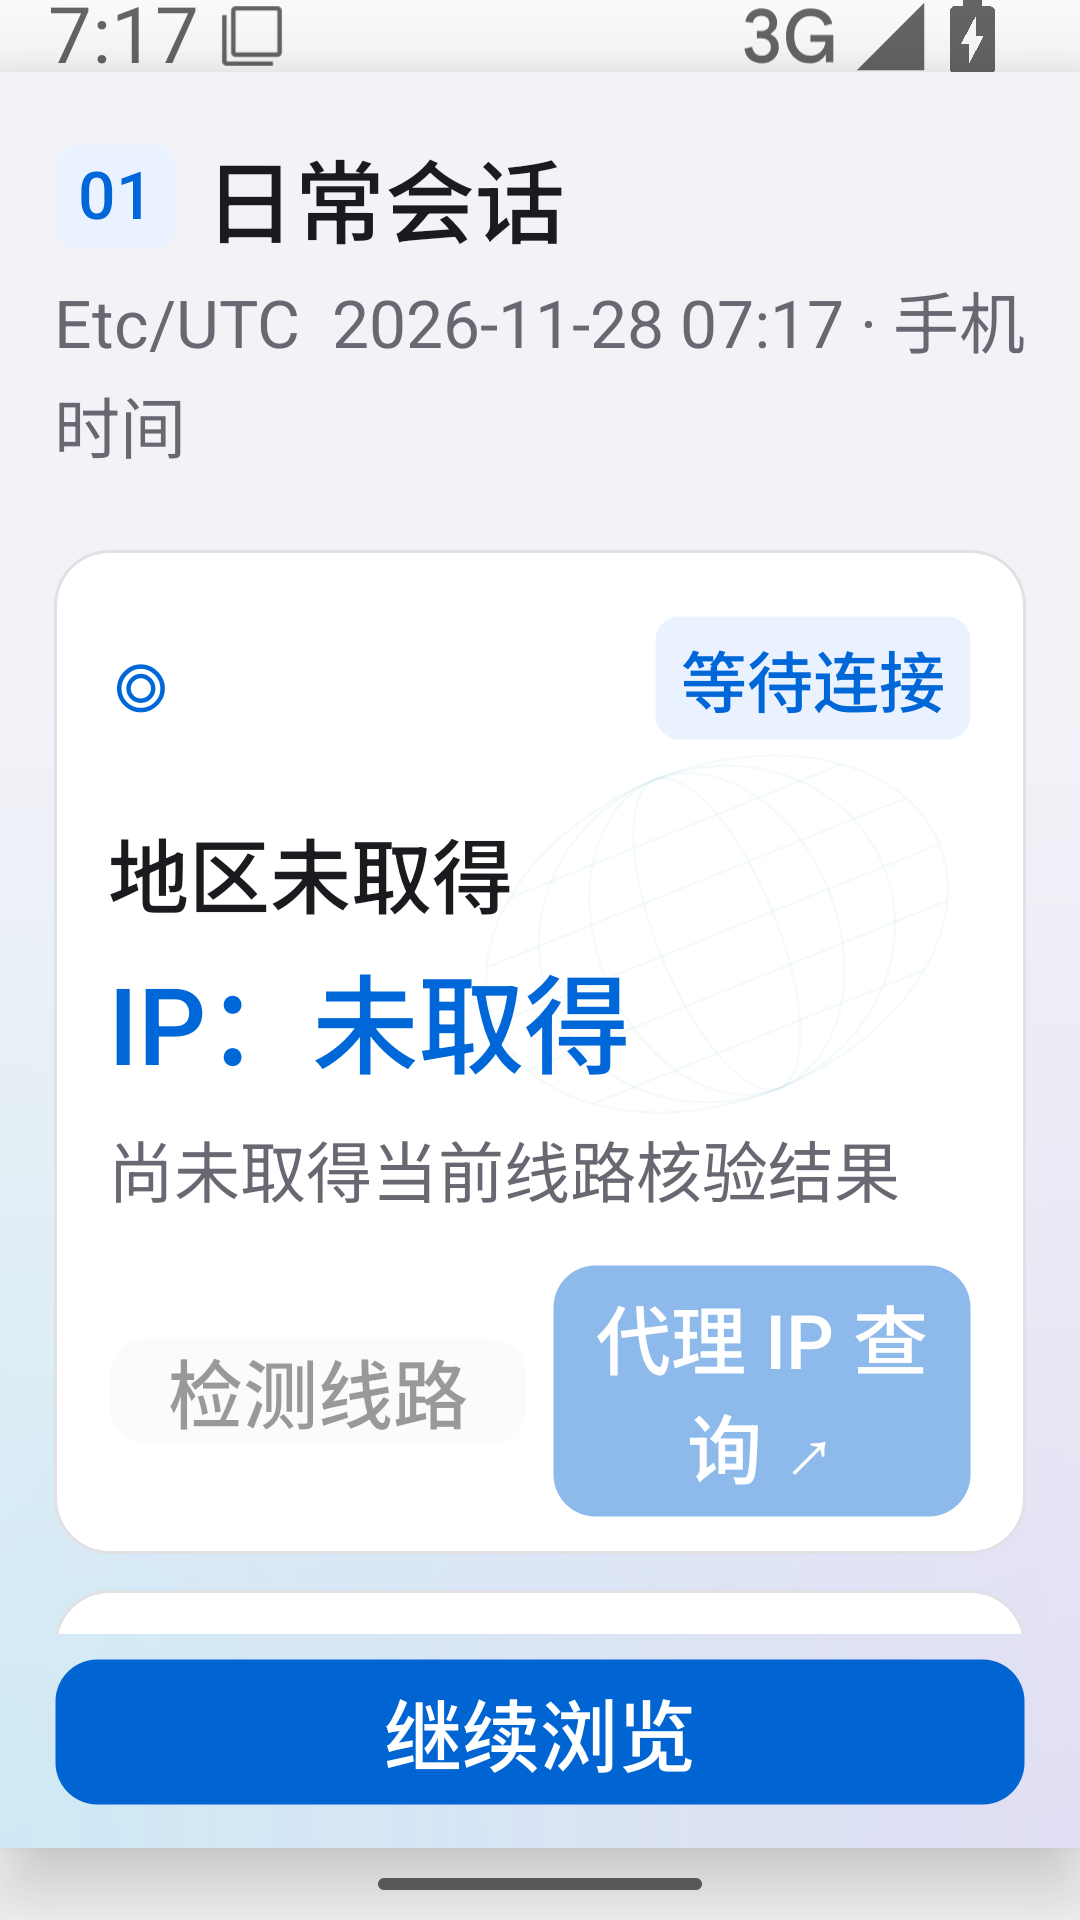 7:17 3G
01 日常会话
Etc/UTC 2026-11-28 07:17 · 手机
时间
等待连接
地区未取得
IP：未取得
尚未取得当前线路核验结果
检测线路
代理 IP 查
询 ↗
继续浏览